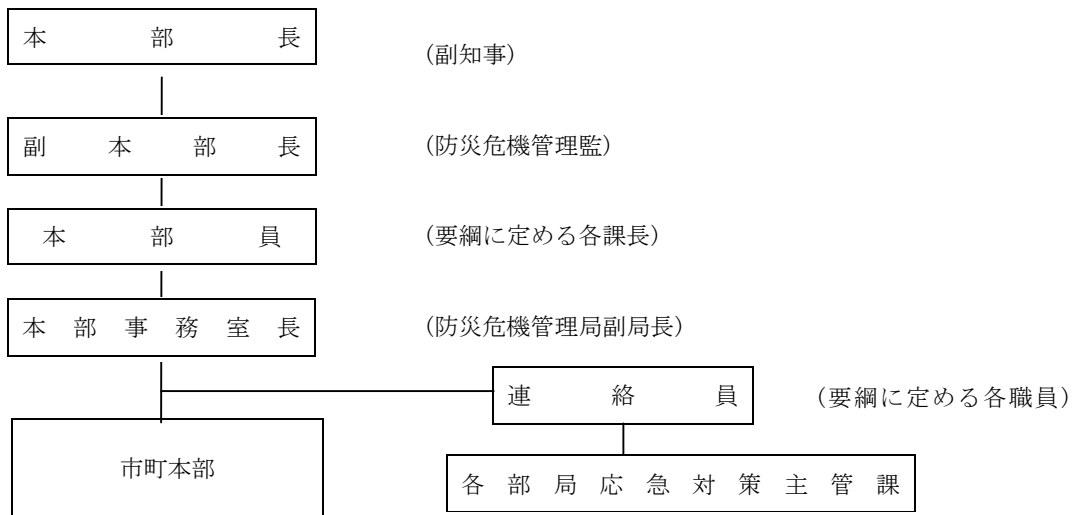 本部長 (副知事)
副本部長 (防災危機管理監)
本部員 (要綱に定める各課長)
本部事務室長 (防災危機管理局副局長)
連絡員 (要綱に定める各職員)
市町本部
各部局応急対策主管課